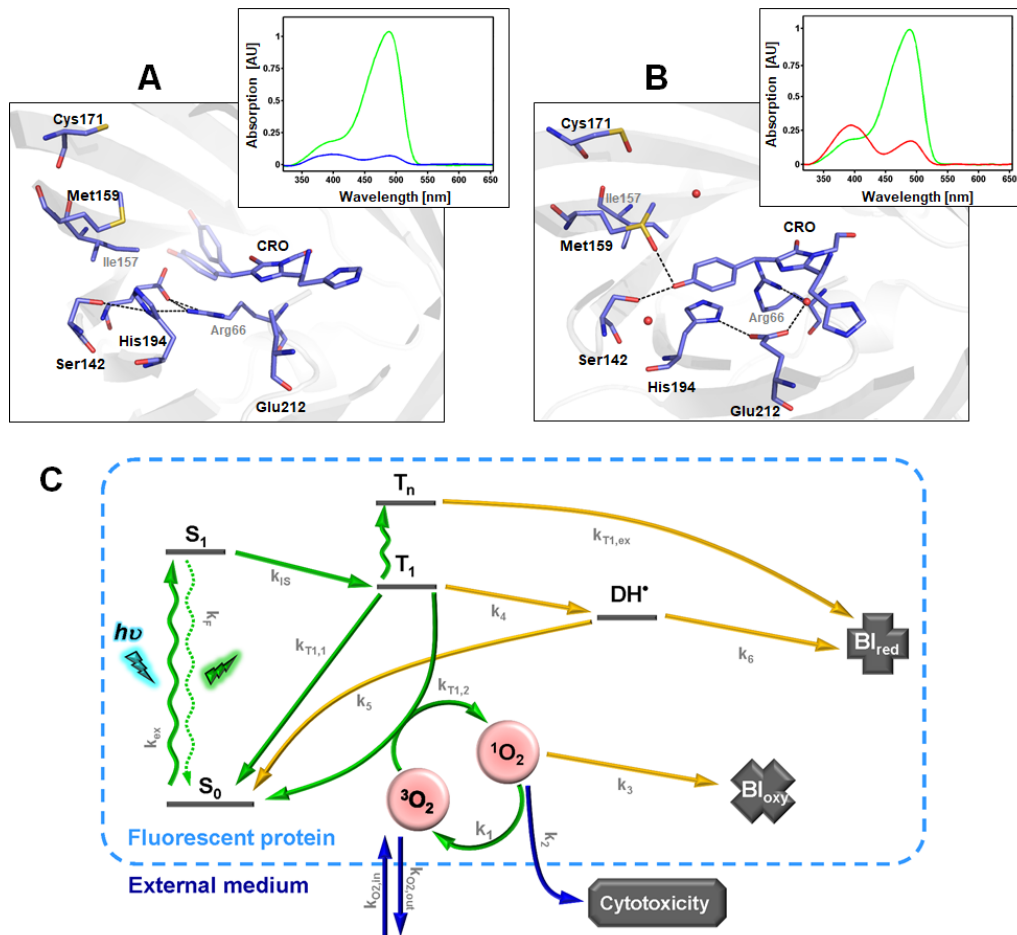 A
Absorption [AU]
1
0.75
0.5
0.25
0
350 400 450 500 550 600 650
Wavelength [nm]
Cys171
Met159
Ile157
CRO
Arg66
His194
Ser142
Glu212
B
Absorption [AU]
1
0.75
0.5
0.25
0
350 400 450 500 550 600 650
Wavelength [nm]
Cys171
Ile157
Met159
CRO
Arg66
Ser142
His194
Glu212
C
Tn
S1
kT1,ex
kIS
T1
DH•
k4
kF
hυ
kT1,1
k6
BIred
kT1,2
k5
kex
1O2
S0
3O2
k3
BIoxy
k1
k2
Fluorescent protein
External medium
kO2,in
kO2,out
Cytotoxicity